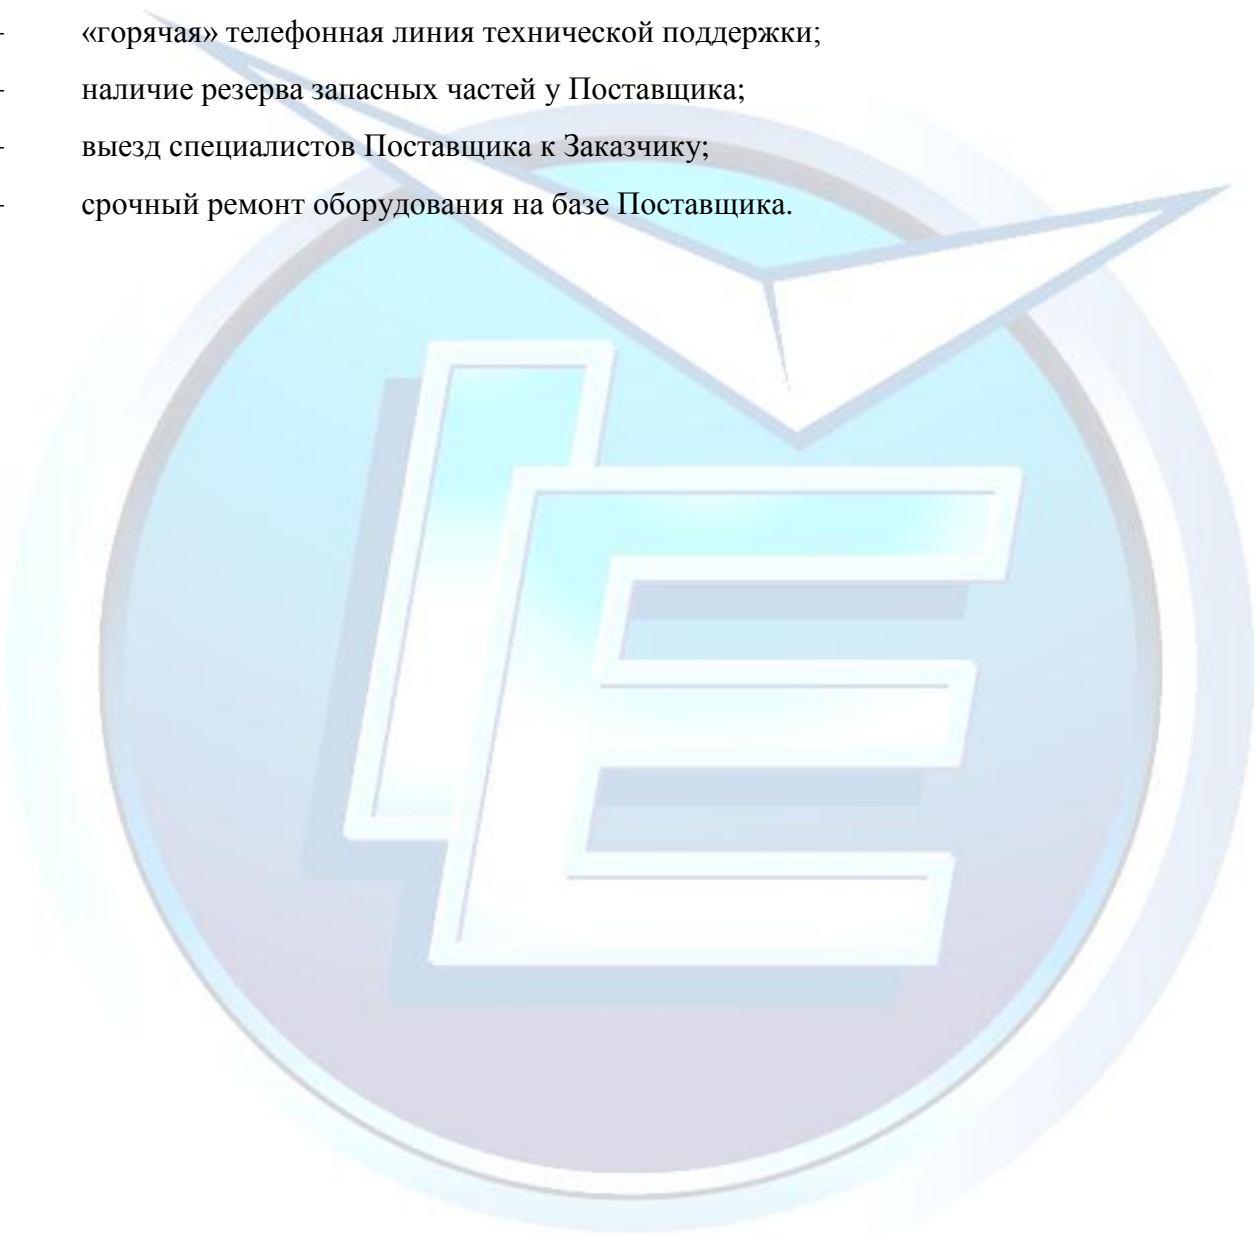 - «горячая» телефонная линия технической поддержки;
- наличие резерва запасных частей у Поставщика;
- выезд специалистов Поставщика к Заказчику;
- срочный ремонт оборудования на базе Поставщика.
IE